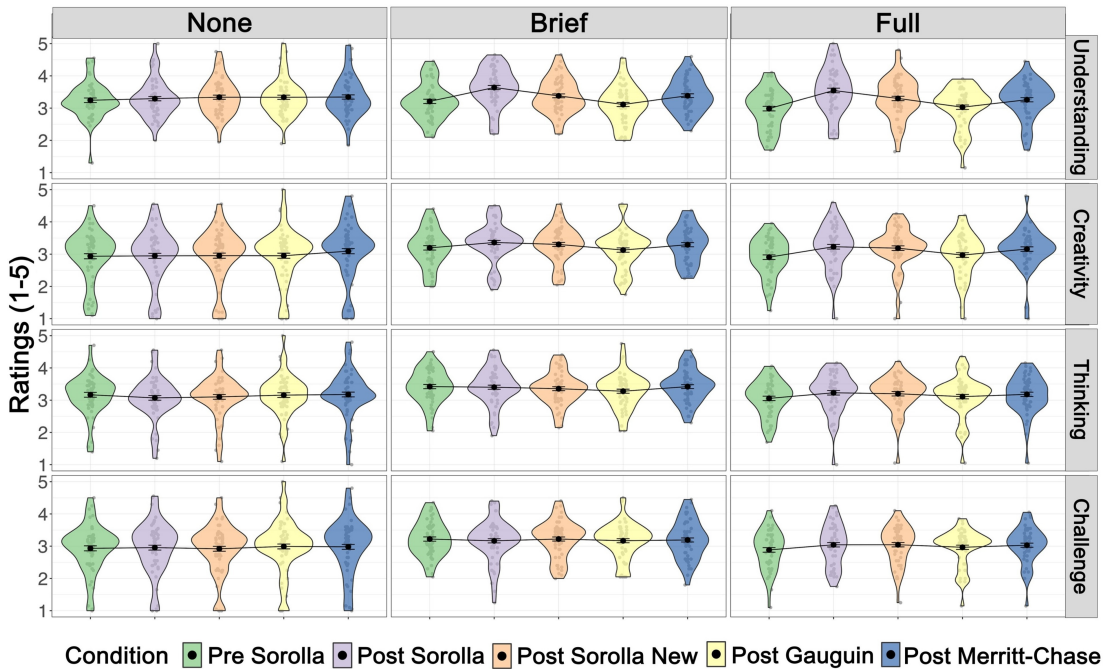 None Brief Full
Ratings (1-5)
5
4
3
2
1
Understanding
5
4
3
2
1
Creativity
5
4
3
2
1
Thinking
5
4
3
2
1
Challenge
Condition Pre Sorolla Post Sorolla Post Sorolla New Post Gauguin Post Merritt-Chase